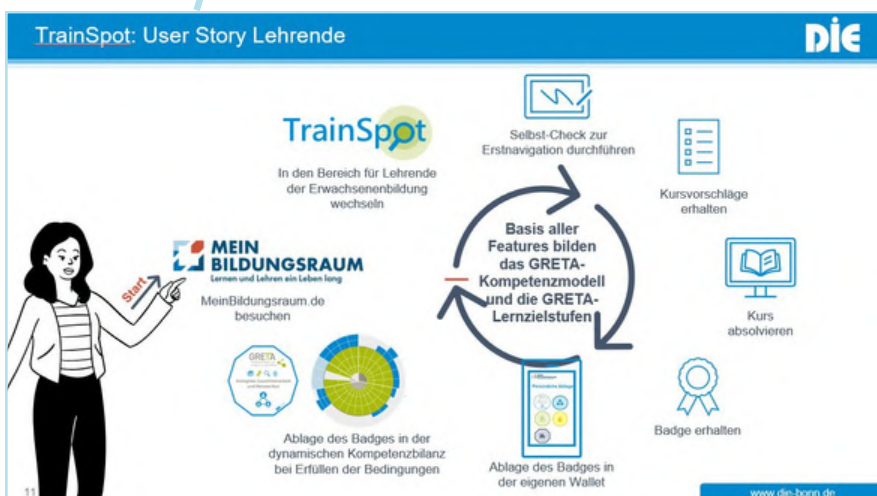 TrainSpot: User Story Lehrende
DIE
TrainSpot
In den Bereich für Lehrende
der Erwachsenenbildung
wechseln
Selbst-Check zur
Erstnavigation durchführen
Kursvorschläge
erhalten
Basis aller
Features bilden
das GRETA-
Kompetenzmodell
und die GRETA-
Lernzielstufen
Start
MEIN
BILDUNGSRAUM
Lernen und Lehren ein Leben lang
MeinBildungsraum.de
besuchen
Kurs
absolvieren
GRETA
Persönliche Ablage
Badge erhalten
Ablage des Badges in der
dynamischen Kompetenzbilanz
bei Erfüllen der Bedingungen
Ablage des Badges in
der eigenen Wallet
11
www.die-bonn.de